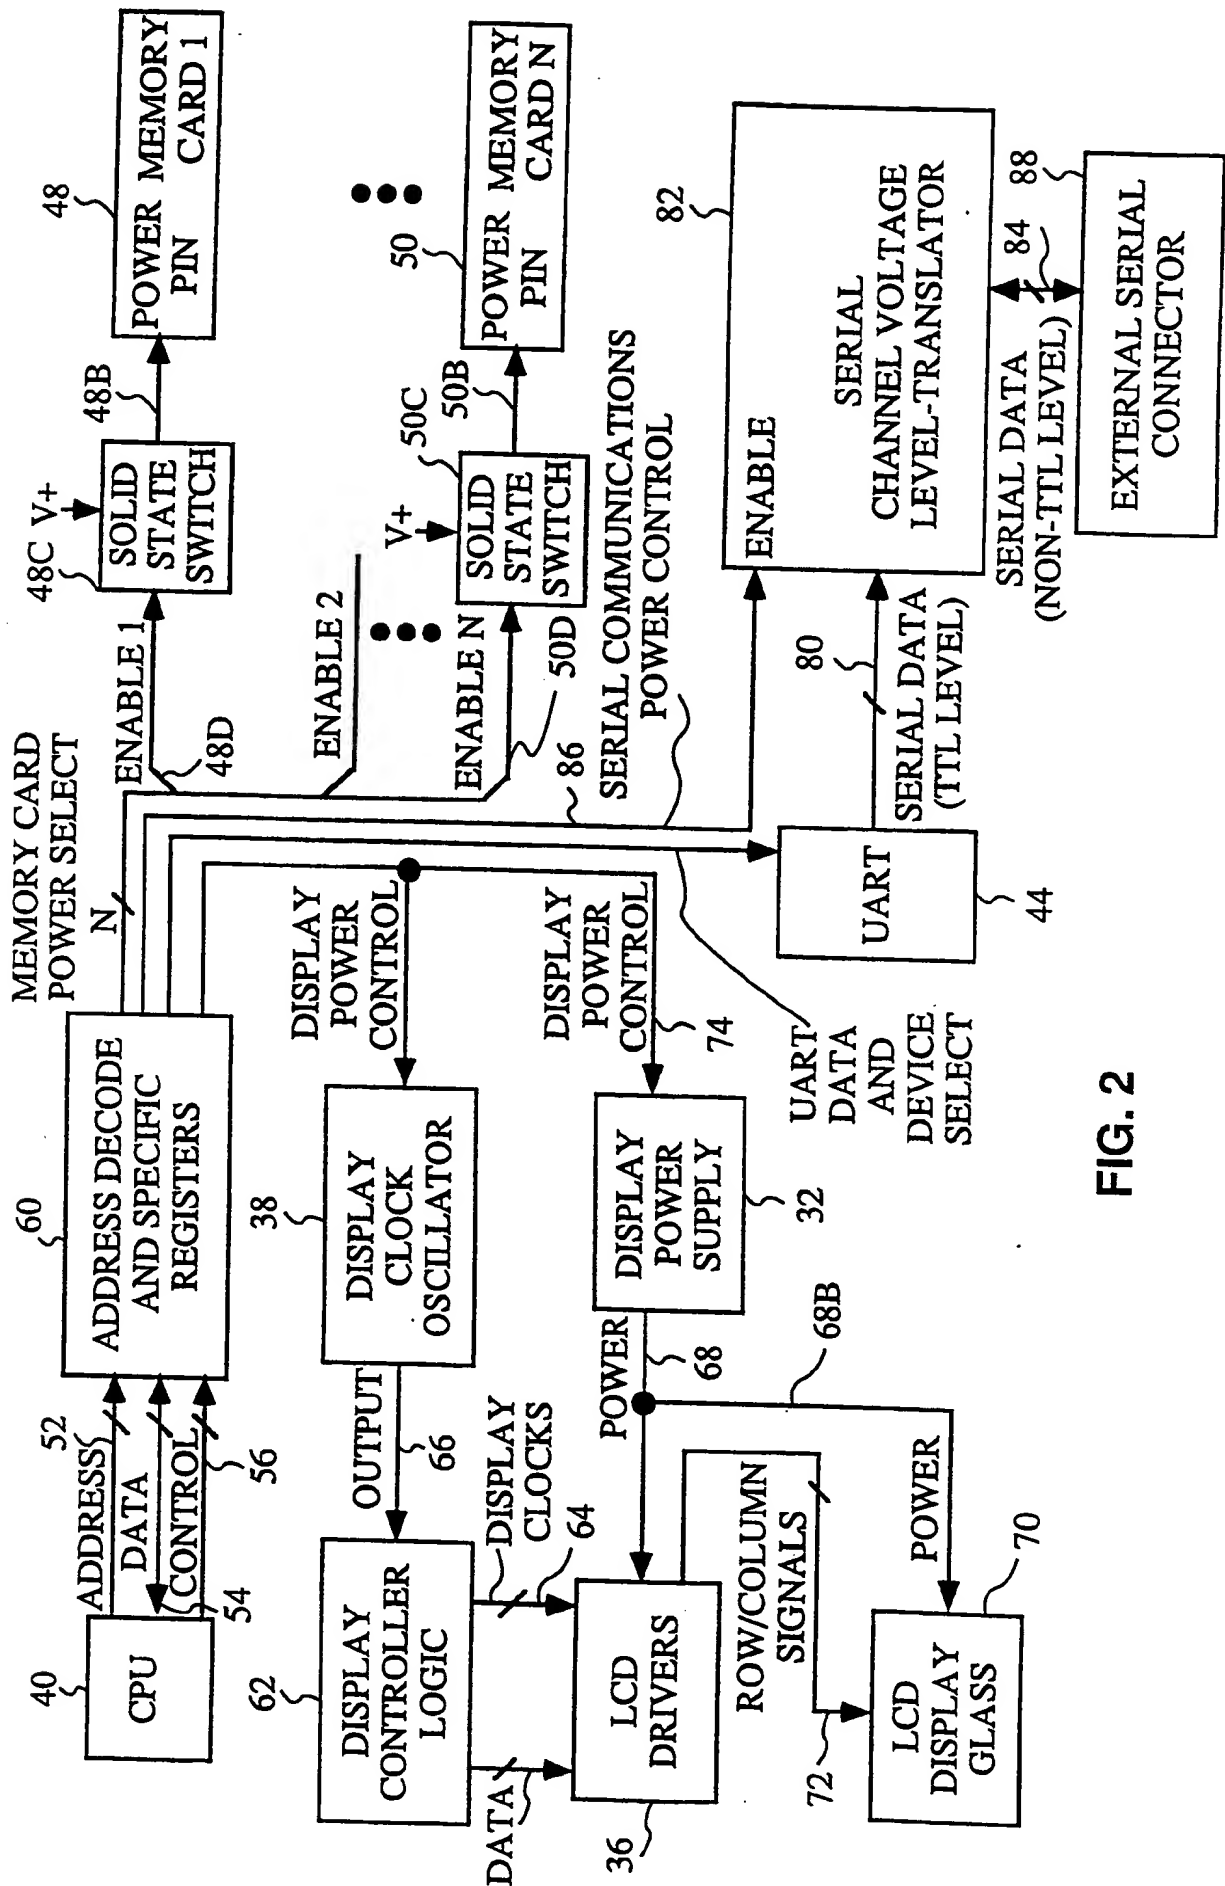 40
CPU
ADDRESS
52
DATA
CONTROL
54
56
60
ADDRESS DECODE
AND SPECIFIC
REGISTERS
MEMORY CARD
POWER SELECT
N
ENABLE 1
48D
48C
V+
SOLID
STATE
SWITCH
48B
48
POWER
PIN
MEMORY
CARD 1
ENABLE 2
ENABLE N
50D
V+
50C
SOLID
STATE
SWITCH
50B
50
POWER
PIN
MEMORY
CARD N
86
SERIAL COMMUNICATIONS
POWER CONTROL
62
DISPLAY
CONTROLLER
LOGIC
OUTPUT
66
38
DISPLAY
CLOCK
OSCILLATOR
DISPLAY
POWER
CONTROL
DATA
DISPLAY
CLOCKS
64
36
LCD
DRIVERS
POWER
68
DISPLAY
POWER
SUPPLY
32
DISPLAY
POWER
CONTROL
74
68B
ROW/COLUMN
SIGNALS
72
POWER
LCD
DISPLAY
GLASS
70
UART
DATA
AND
DEVICE
SELECT
UART
44
80
SERIAL DATA
(TTL LEVEL)
82
ENABLE
SERIAL
CHANNEL VOLTAGE
LEVEL-TRANSLATOR
SERIAL DATA
(NON-TTL LEVEL)
84
88
EXTERNAL SERIAL
CONNECTOR
FIG. 2